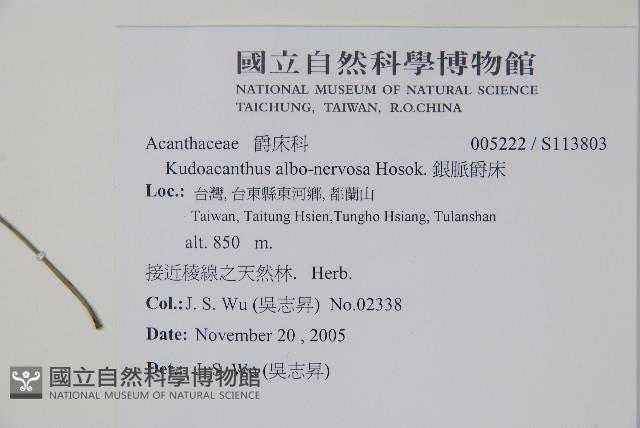 國立自然科學博物館
NATIONAL MUSEUM OF NATURAL SCIENCE
TAICHUNG, TAIWAN, R.O.CHINA
Acanthaceae 爵床科 005222 / S113803
Kudoacanthus albo-nervosa Hosok. 銀脈爵床
Loc.: 台灣, 台東縣東河鄉, 都蘭山
Taiwan, Taitung Hsien,Tungho Hsiang, Tulanshan
alt. 850 m.
接近稜線之天然林. Herb.
Col.: J. S. Wu (吳志昇) No.02338
Date: November 20 , 2005
Det.: J. S. Wu (吳志昇)
國立自然科學博物館
NATIONAL MUSEUM OF NATURAL SCIENCE